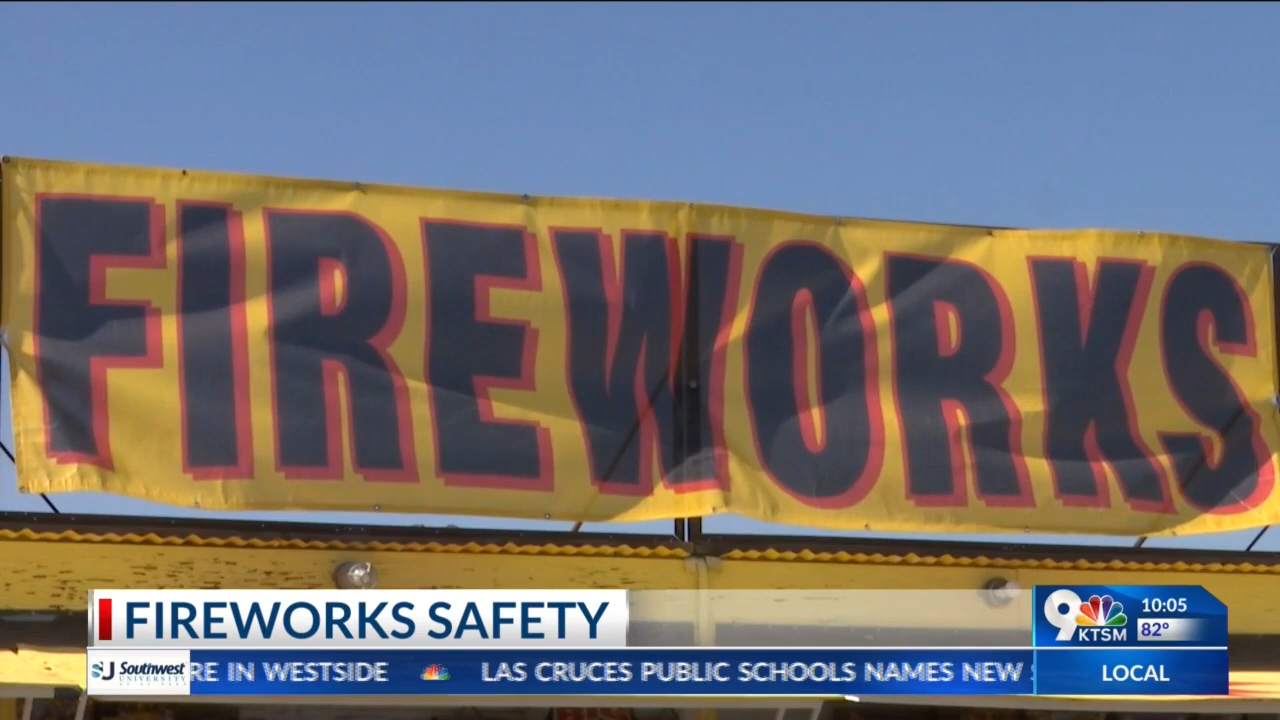 FIREWORKS
FIREWORKS SAFETY
9 KTSM
10:05
82°
Southwest
UNIVERSITY
RE IN WESTSIDE
LAS CRUCES PUBLIC SCHOOLS NAMES NEW
LOCAL